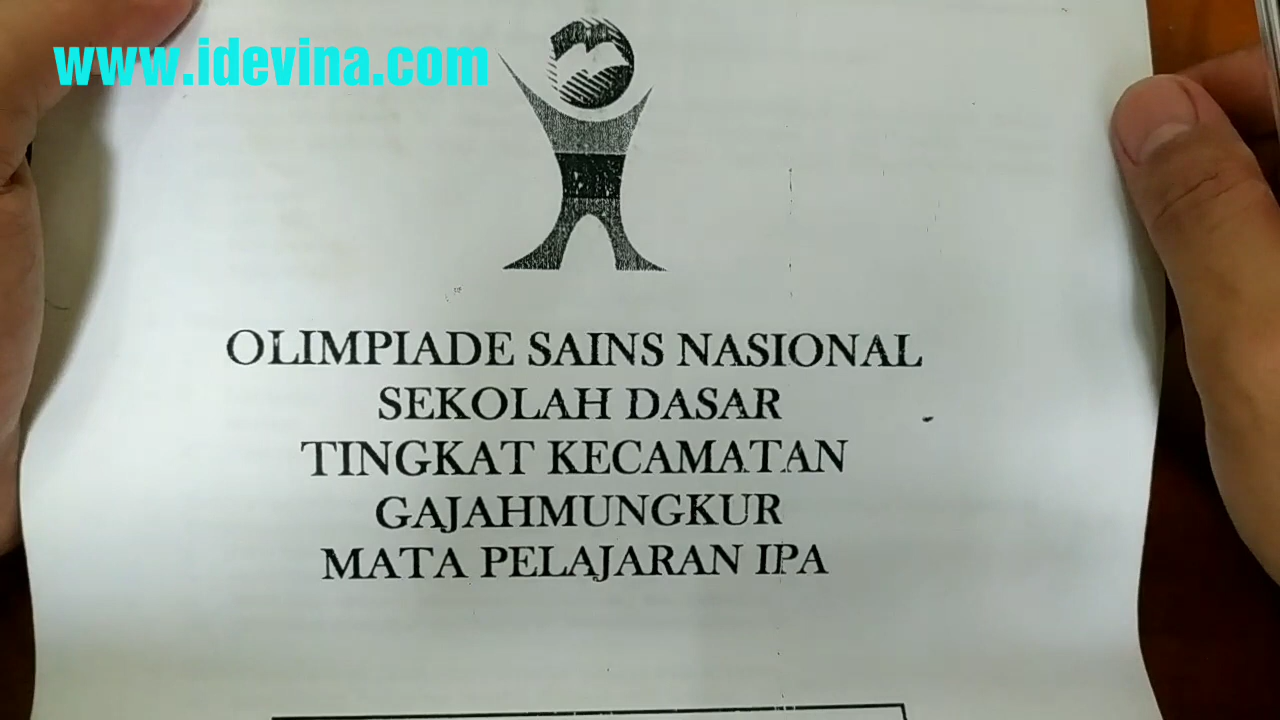 www.idevina.com
OLIMPIADE SAINS NASIONAL
SEKOLAH DASAR
TINGKAT KECAMATAN
GAJAHMUNGKUR
MATA PELAJARAN IPA